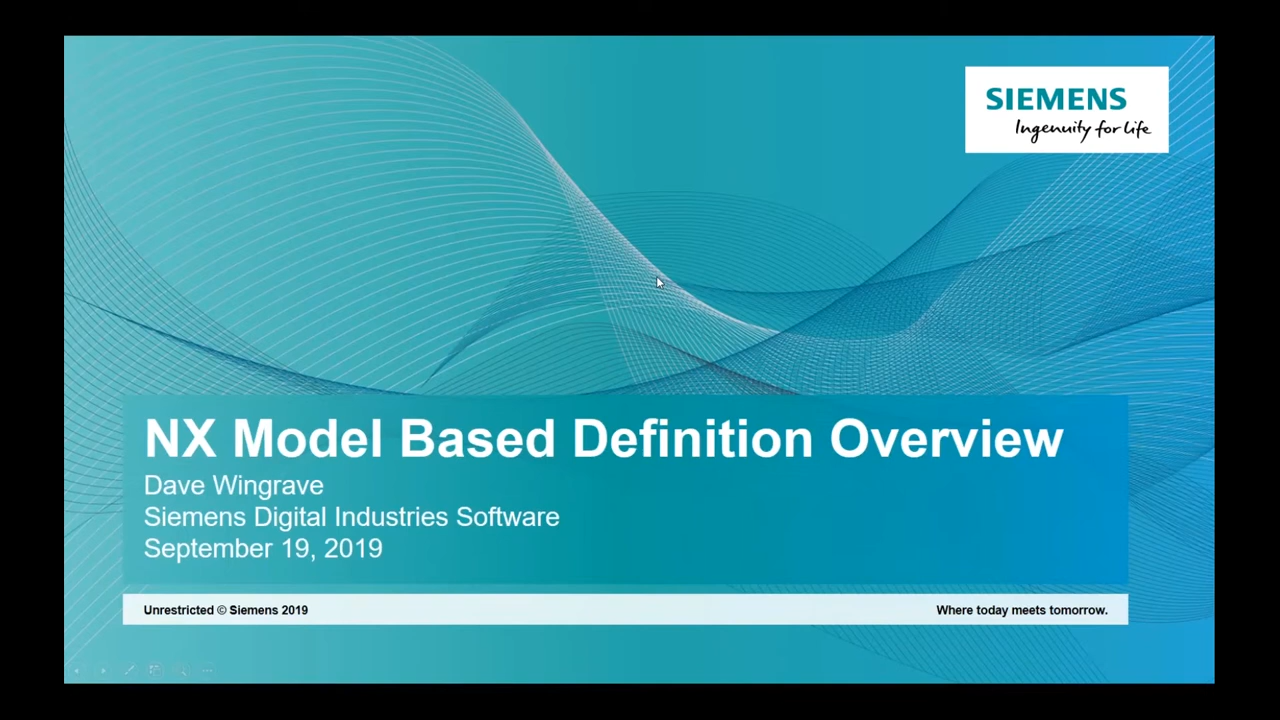 SIEMENS
Ingenuity for life
NX Model Based Definition Overview
Dave Wingrave
Siemens Digital Industries Software
September 19, 2019
Unrestricted © Siemens 2019
Where today meets tomorrow.